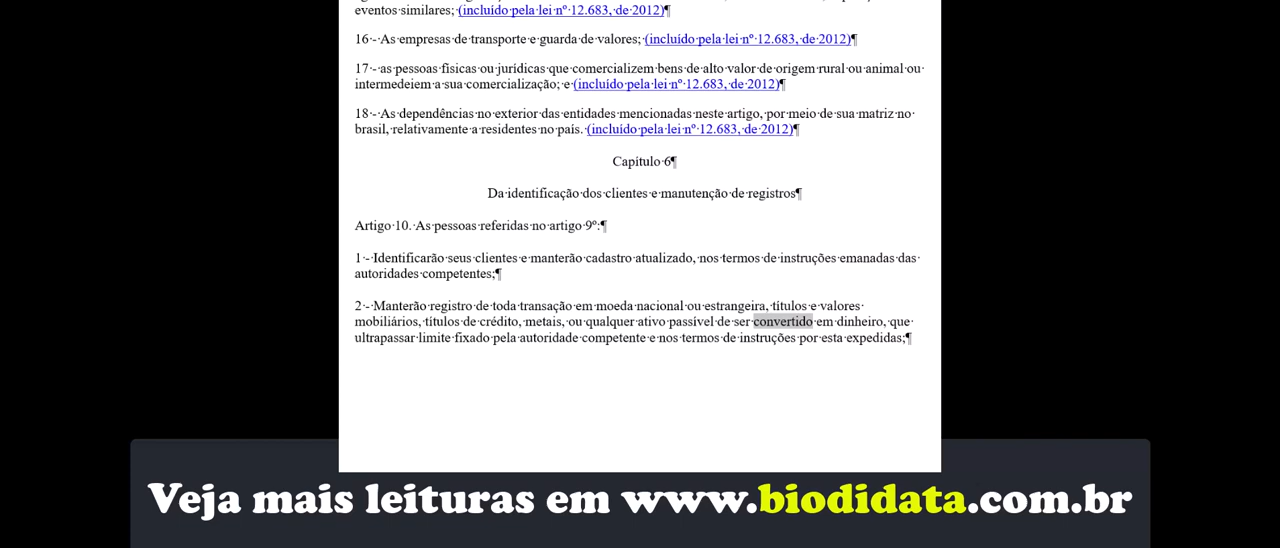 eventos similares; (incluído pela lei nº 12.683, de 2012)¶
16 - As empresas de transporte e guarda de valores; (incluído pela lei nº 12.683, de 2012)¶
17 - as pessoas físicas ou jurídicas que comercializem bens de alto valor de origem rural ou animal ou
intermedeiem a sua comercialização; e (incluído pela lei nº 12.683, de 2012)¶
18 - As dependências no exterior das entidades mencionadas neste artigo, por meio de sua matriz no
brasil, relativamente a residentes no país. (incluído pela lei nº 12.683, de 2012)¶
Capítulo 6¶
Da identificação dos clientes e manutenção de registros¶
Artigo 10. As pessoas referidas no artigo 9º:¶
1 - Identificarão seus clientes e manterão cadastro atualizado, nos termos de instruções emanadas das
autoridades competentes;¶
2 - Manterão registro de toda transação em moeda nacional ou estrangeira, títulos e valores
mobiliários, títulos de crédito, metais, ou qualquer ativo passível de ser convertido em dinheiro, que
ultrapassar limite fixado pela autoridade competente e nos termos de instruções por esta expedidas;¶
Veja mais leituras em www.biodidata.com.br